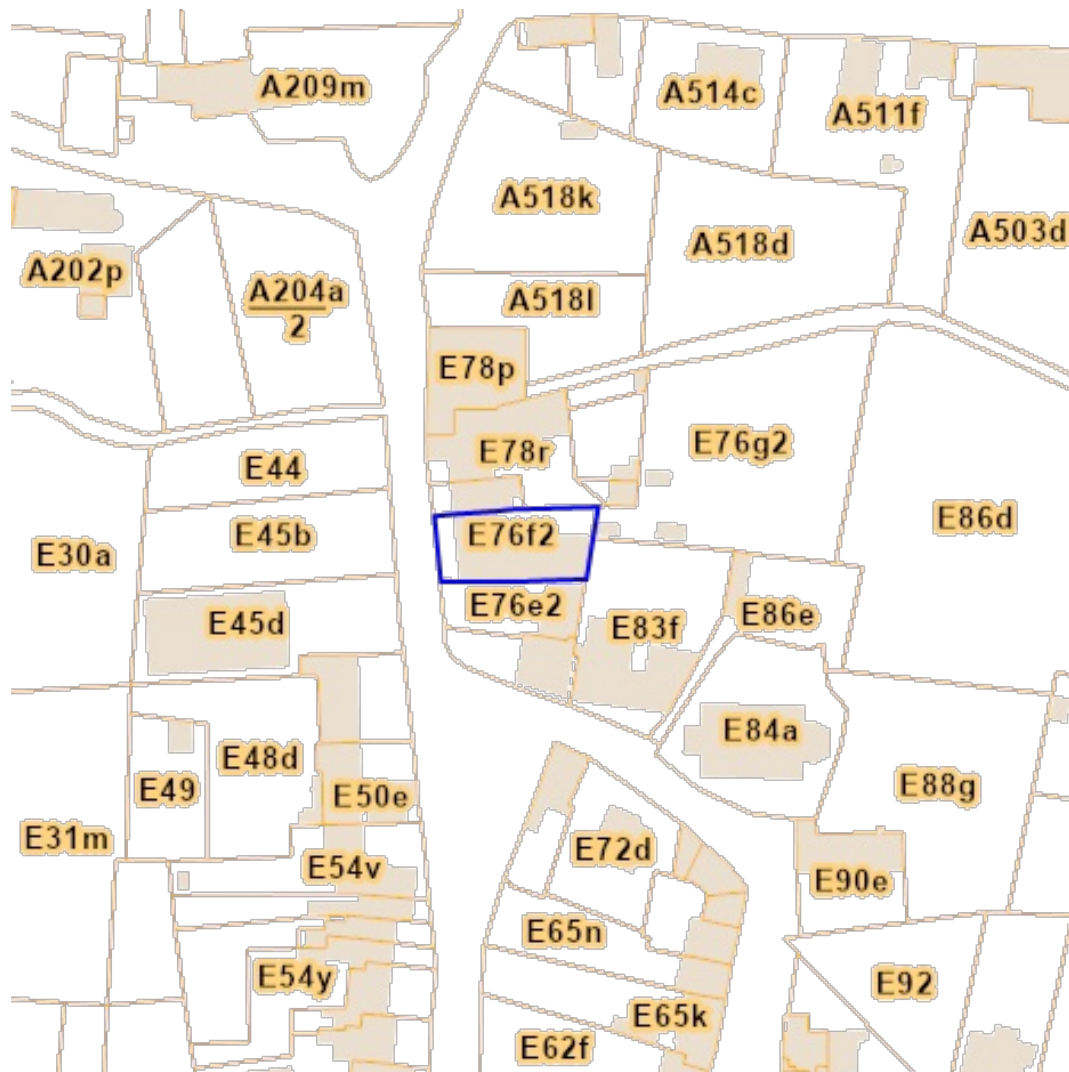 A209m
A514c
A511f
A518k
A518d
A503d
A202p
A204a
2
A518l
E78p
E78r
E76g2
E44
E45b
E30a
E76f2
E86d
E76e2
E45d
E83f
E86e
E84a
E48d
E49
E50e
E88g
E31m
E72d
E54v
E90e
E65n
E54y
E92
E65k
E62f